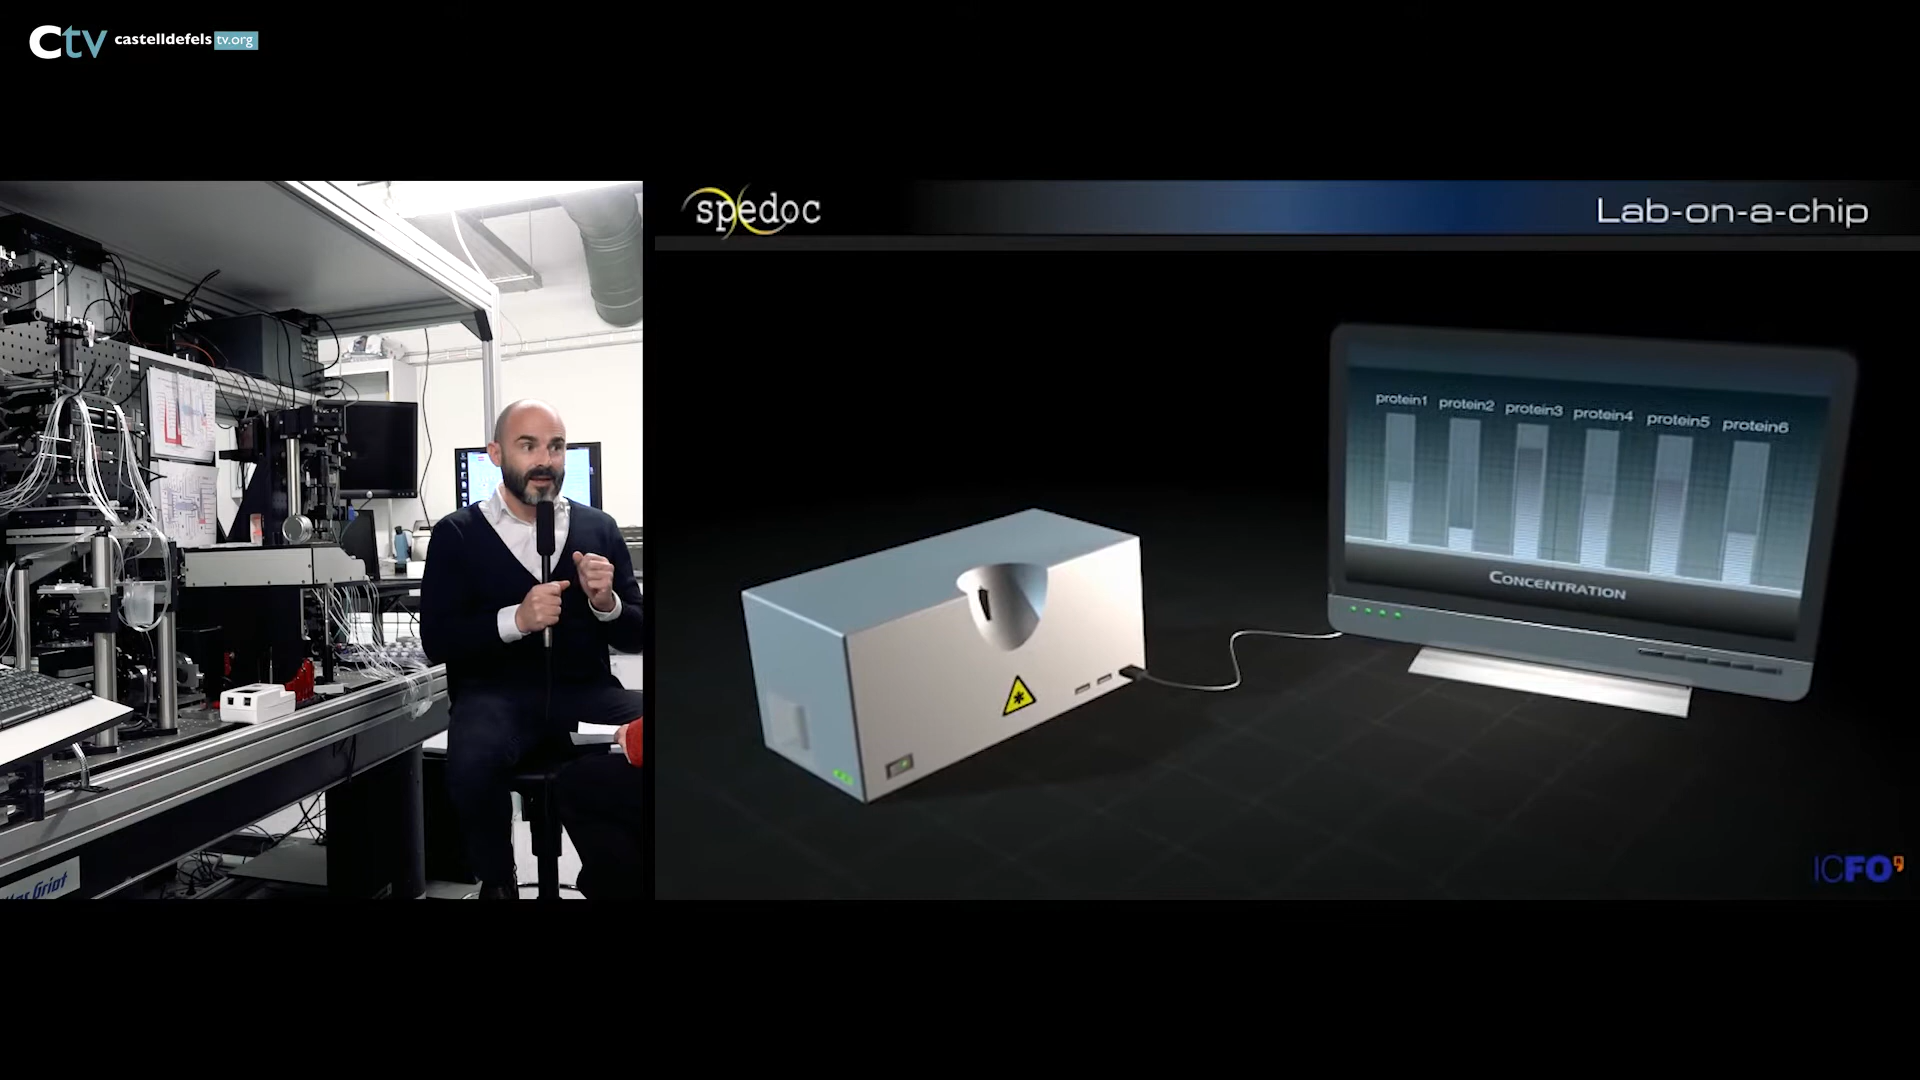 Ctv castelldefels tv.org
spedoc
Lab-on-a-chip
protein1 protein2 protein3 protein4 protein5 protein6
Concentration
ICFO